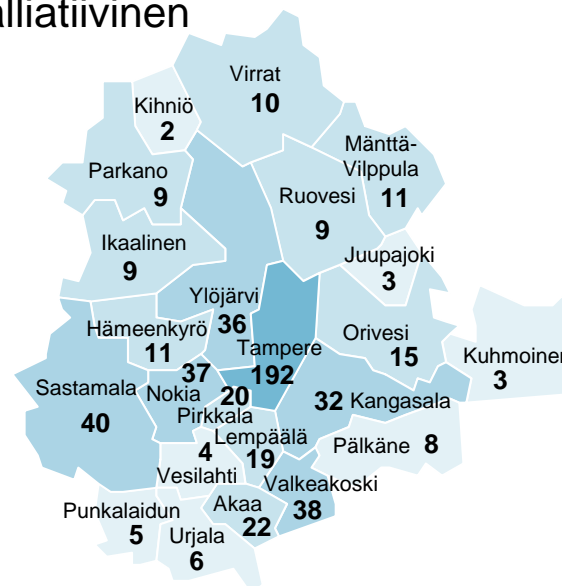 alliatiivinen
Virrat
10
Kihniö
2
Mänttä-
Vilppula
11
Parkano
9
Ruovesi
9
Ikaalinen
9
Juupajoki
3
Ylöjärvi
36
Hämeenkyrö
11
Orivesi
15
Tampere
192
Kuhmoinen
3
37
Nokia
Sastamala
40
20
Pirkkala
32 Kangasala
Lempäälä
19
4
Vesilahti
Pälkäne 8
Valkeakoski
38
Akaa
22
Punkalaidun
5
Urjala
6